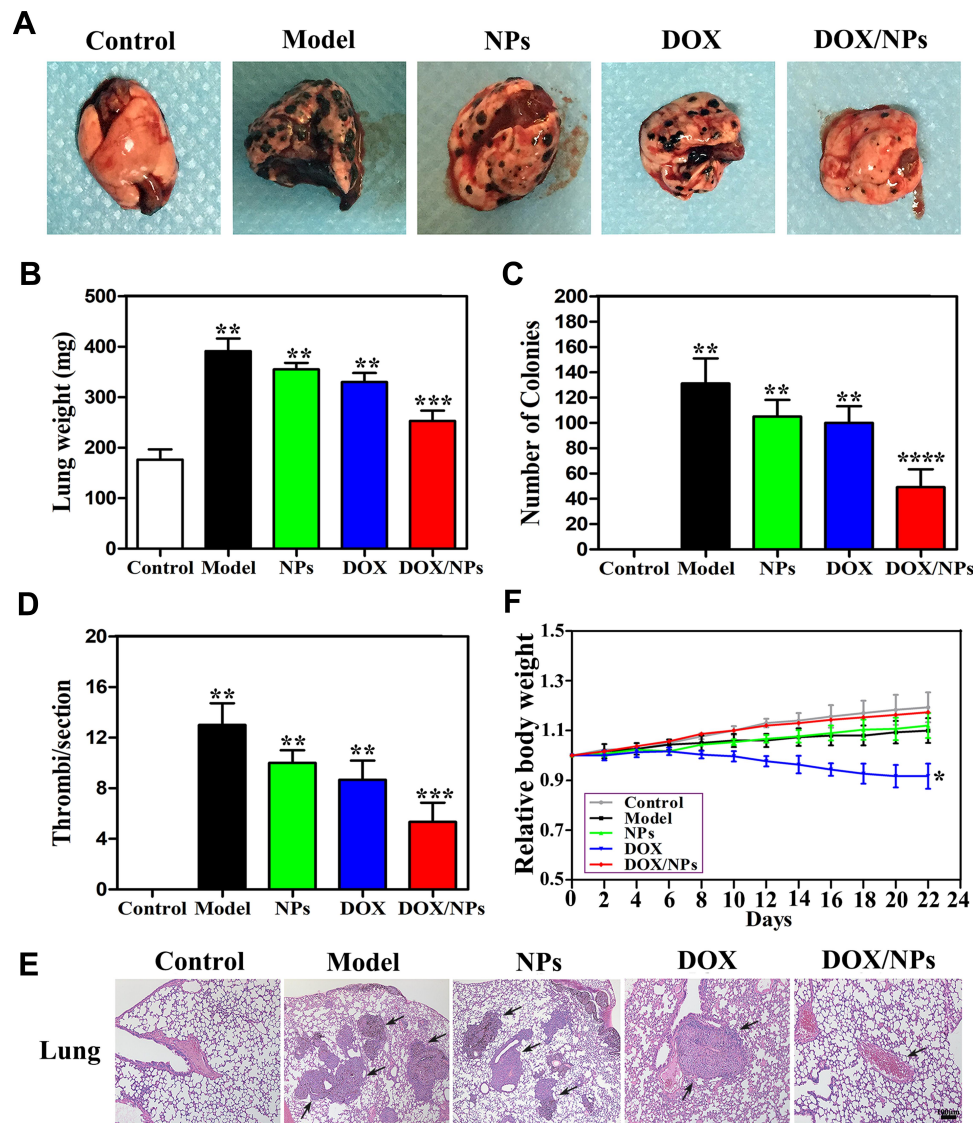 A
Control Model NPs DOX DOX/NPs
B
Lung weight (mg)
500
400
300
200
100
0
** ** ** ***
Control Model NPs DOX DOX/NPs
C
Number of Colonies
200
180
160
140
120
100
80
60
40
20
0
** ** ** ****
Control Model NPs DOX DOX/NPs
D
Thrombi/section
20
16
12
8
4
0
** ** ** ***
Control Model NPs DOX DOX/NPs
F
Relative body weight
1.5
1.3
1.1
0.9
0.7
0.5
*
Control
Model
NPs
DOX
DOX/NPs
0 2 4 6 8 10 12 14 16 18 20 22 24
Days
E
Control Model NPs DOX DOX/NPs
Lung
100μm